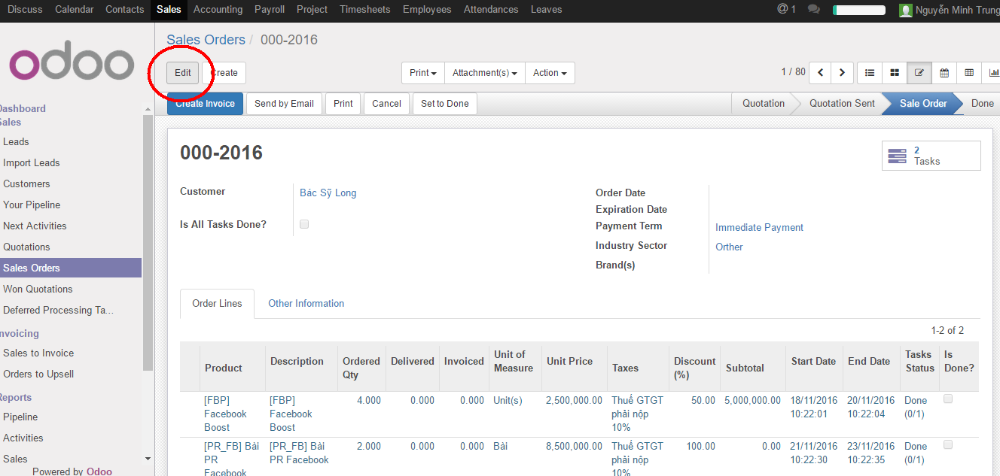 Discuss Calendar Contacts Sales Accounting Payroll Project Timesheets Employees Attendances Leaves @ 1 Nguyễn Minh Trung
odoo
Sales Orders / 000-2016
Edit Create Print Attachment(s) Action 1 / 80
Create Invoice Send by Email Print Cancel Set to Done Quotation Quotation Sent Sale Order Done
Dashboard
Sales
Leads
Import Leads
Customers
Your Pipeline
Next Activities
Quotations
Sales Orders
Won Quotations
Deferred Processing Ta...
Invoicing
Sales to Invoice
Orders to Upsell
Reports
Pipeline
Activities
Sales
Powered by Odoo
000-2016
2
Tasks
Customer Bác Sỹ Long
Is All Tasks Done?
Order Date
Expiration Date
Payment Term Immediate Payment
Industry Sector Orther
Brand(s)
Order Lines Other Information
1-2 of 2
Product Description Ordered Qty Delivered Invoiced Unit of Measure Unit Price Taxes Discount (%) Subtotal Start Date End Date Tasks Status Is Done?
[FBP] [FBP] 4.000 0.000 0.000 Unit(s) 2,500,000.00 Thuế GTGT 50.00 5,000,000.00 18/11/2016 20/11/2016 Done
Facebook Facebook phải nộp 10:22:01 10:22:04 (0/1)
Boost Boost 10%
[PR_FB] Bài [PR_FB] Bài 2.000 0.000 0.000 Bài 8,500,000.00 Thuế GTGT 100.00 0.00 21/11/2016 23/11/2016 Done
PR PR Facebook phải nộp 10:22:30 10:22:35 (0/1)
Facebook 10%